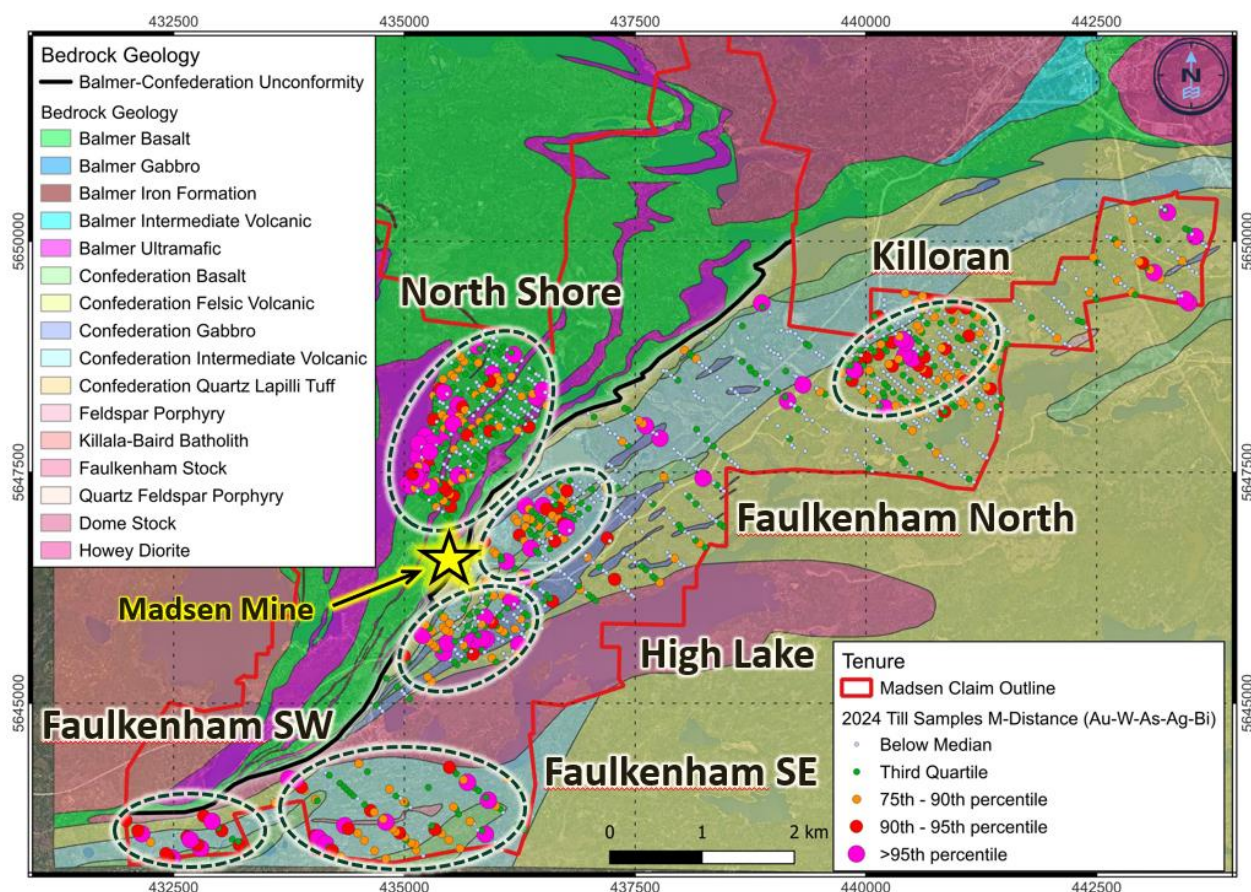 432500 435000 437500 440000 442500
Bedrock Geology
Balmer-Confederation Unconformity
Bedrock Geology
Balmer Basalt
Balmer Gabbro
Balmer Iron Formation
Balmer Intermediate Volcanic
Balmer Ultramafic
Confederation Basalt
Confederation Felsic Volcanic
Confederation Gabbro
Confederation Intermediate Volcanic
Confederation Quartz Lapilli Tuff
Feldspar Porphyry
Killala-Baird Batholith
Faulkenham Stock
Quartz Feldspar Porphyry
Dome Stock
Howey Diorite
N
5650000
5650000
Killoran
North Shore
5647500
5647500
Faulkenham North
Madsen Mine
High Lake
5645000
5645000
Faulkenham SW
Faulkenham SE
0 1 2 km
Tenure
Madsen Claim Outline
2024 Till Samples M-Distance (Au-W-As-Ag-Bi)
Below Median
Third Quartile
75th - 90th percentile
90th - 95th percentile
>95th percentile
432500 435000 437500 440000 442500